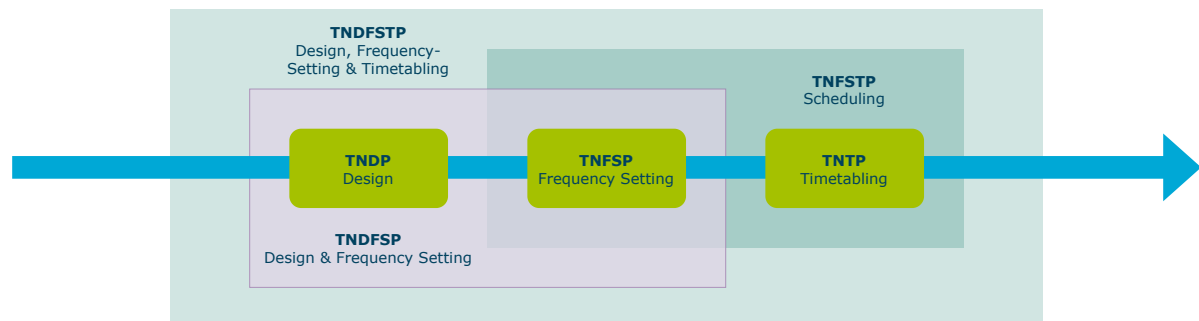 TNDFSTP
Design, Frequency-
Setting & Timetabling
TNFSTP
Scheduling
TNDP
Design
TNFSP
Frequency Setting
TNTP
Timetabling
TNDFSP
Design & Frequency Setting